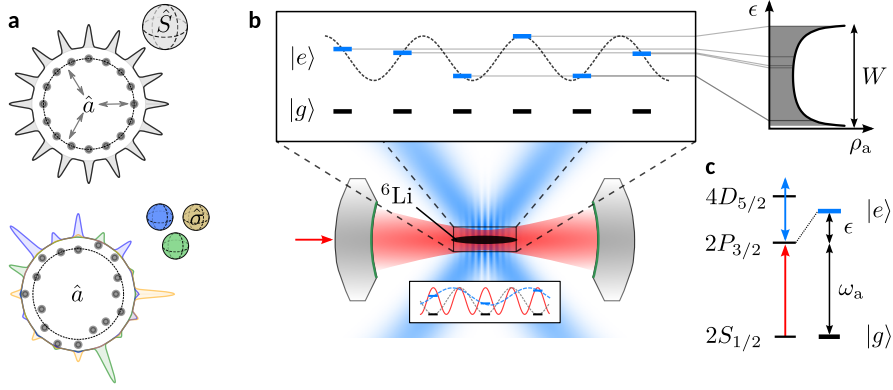 a
Ŝ
â
σ̂
â
b
|e⟩
|g⟩
⁶Li
ϵ
W
ρₐ
c
4D₅/₂
|e⟩
ϵ
2P₃/₂
ωₐ
2S₁/₂
|g⟩